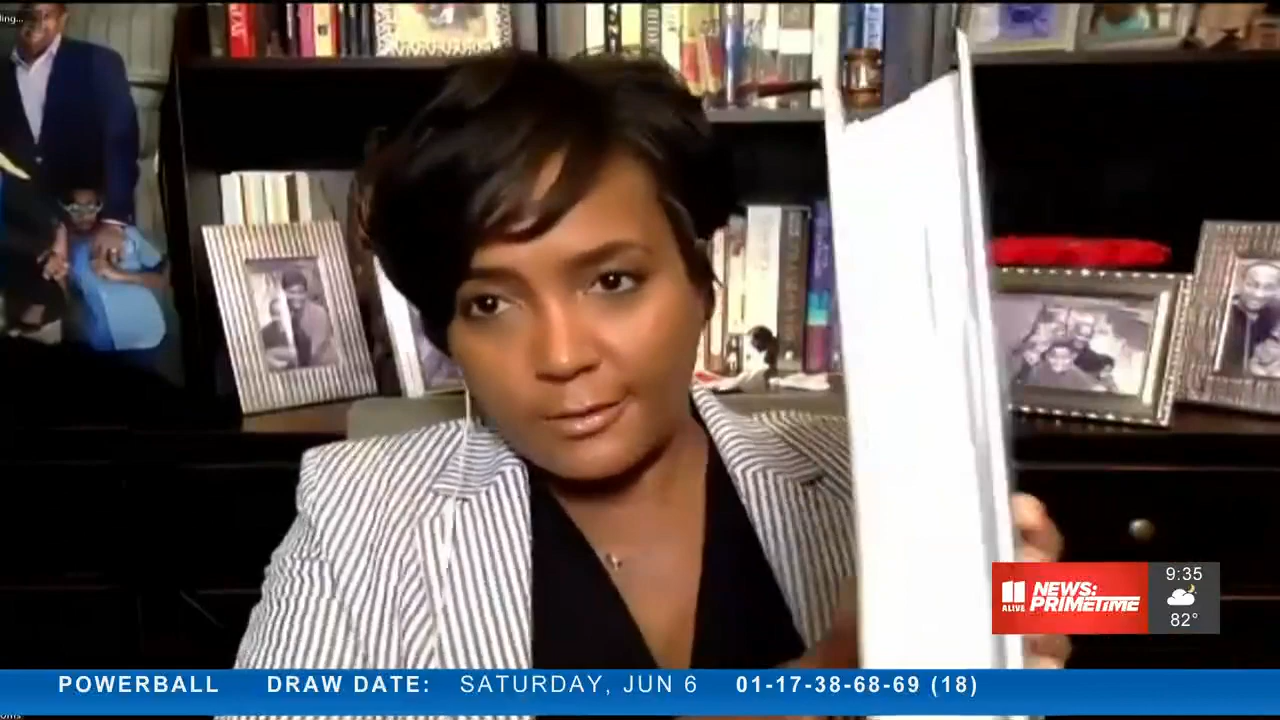 ling...
11
ALIVE
NEWS:
PRIMETIME
9:35
82°
POWERBALL DRAW DATE: SATURDAY, JUN 6 01-17-38-68-69 (18)